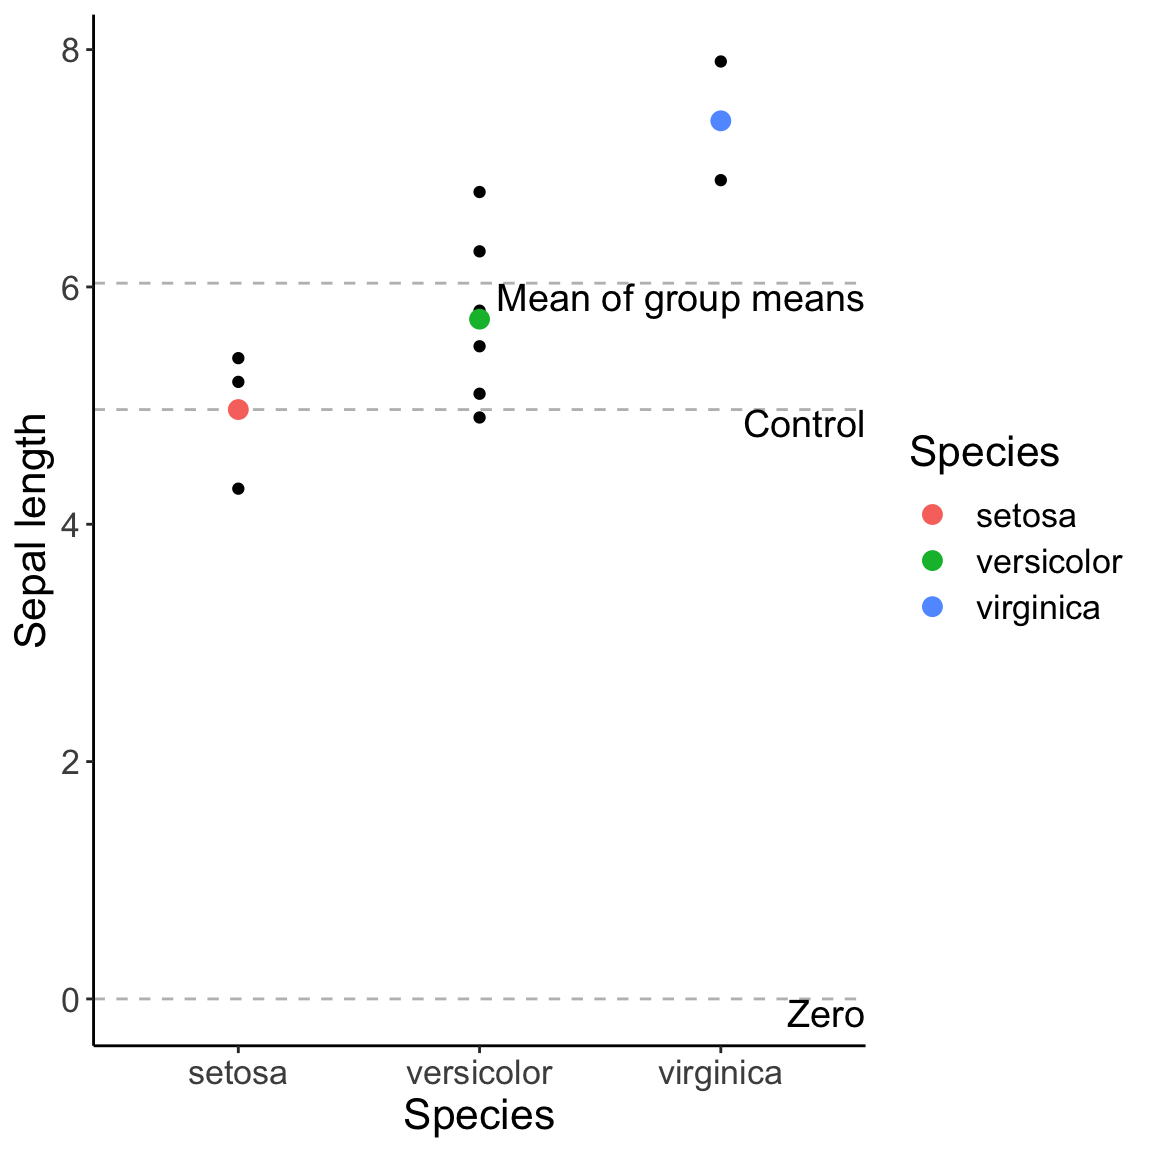 8
6
4
2
0
Sepal length
Mean of group means
Control
Zero
setosa
versicolor
virginica
Species
Species
setosa
versicolor
virginica